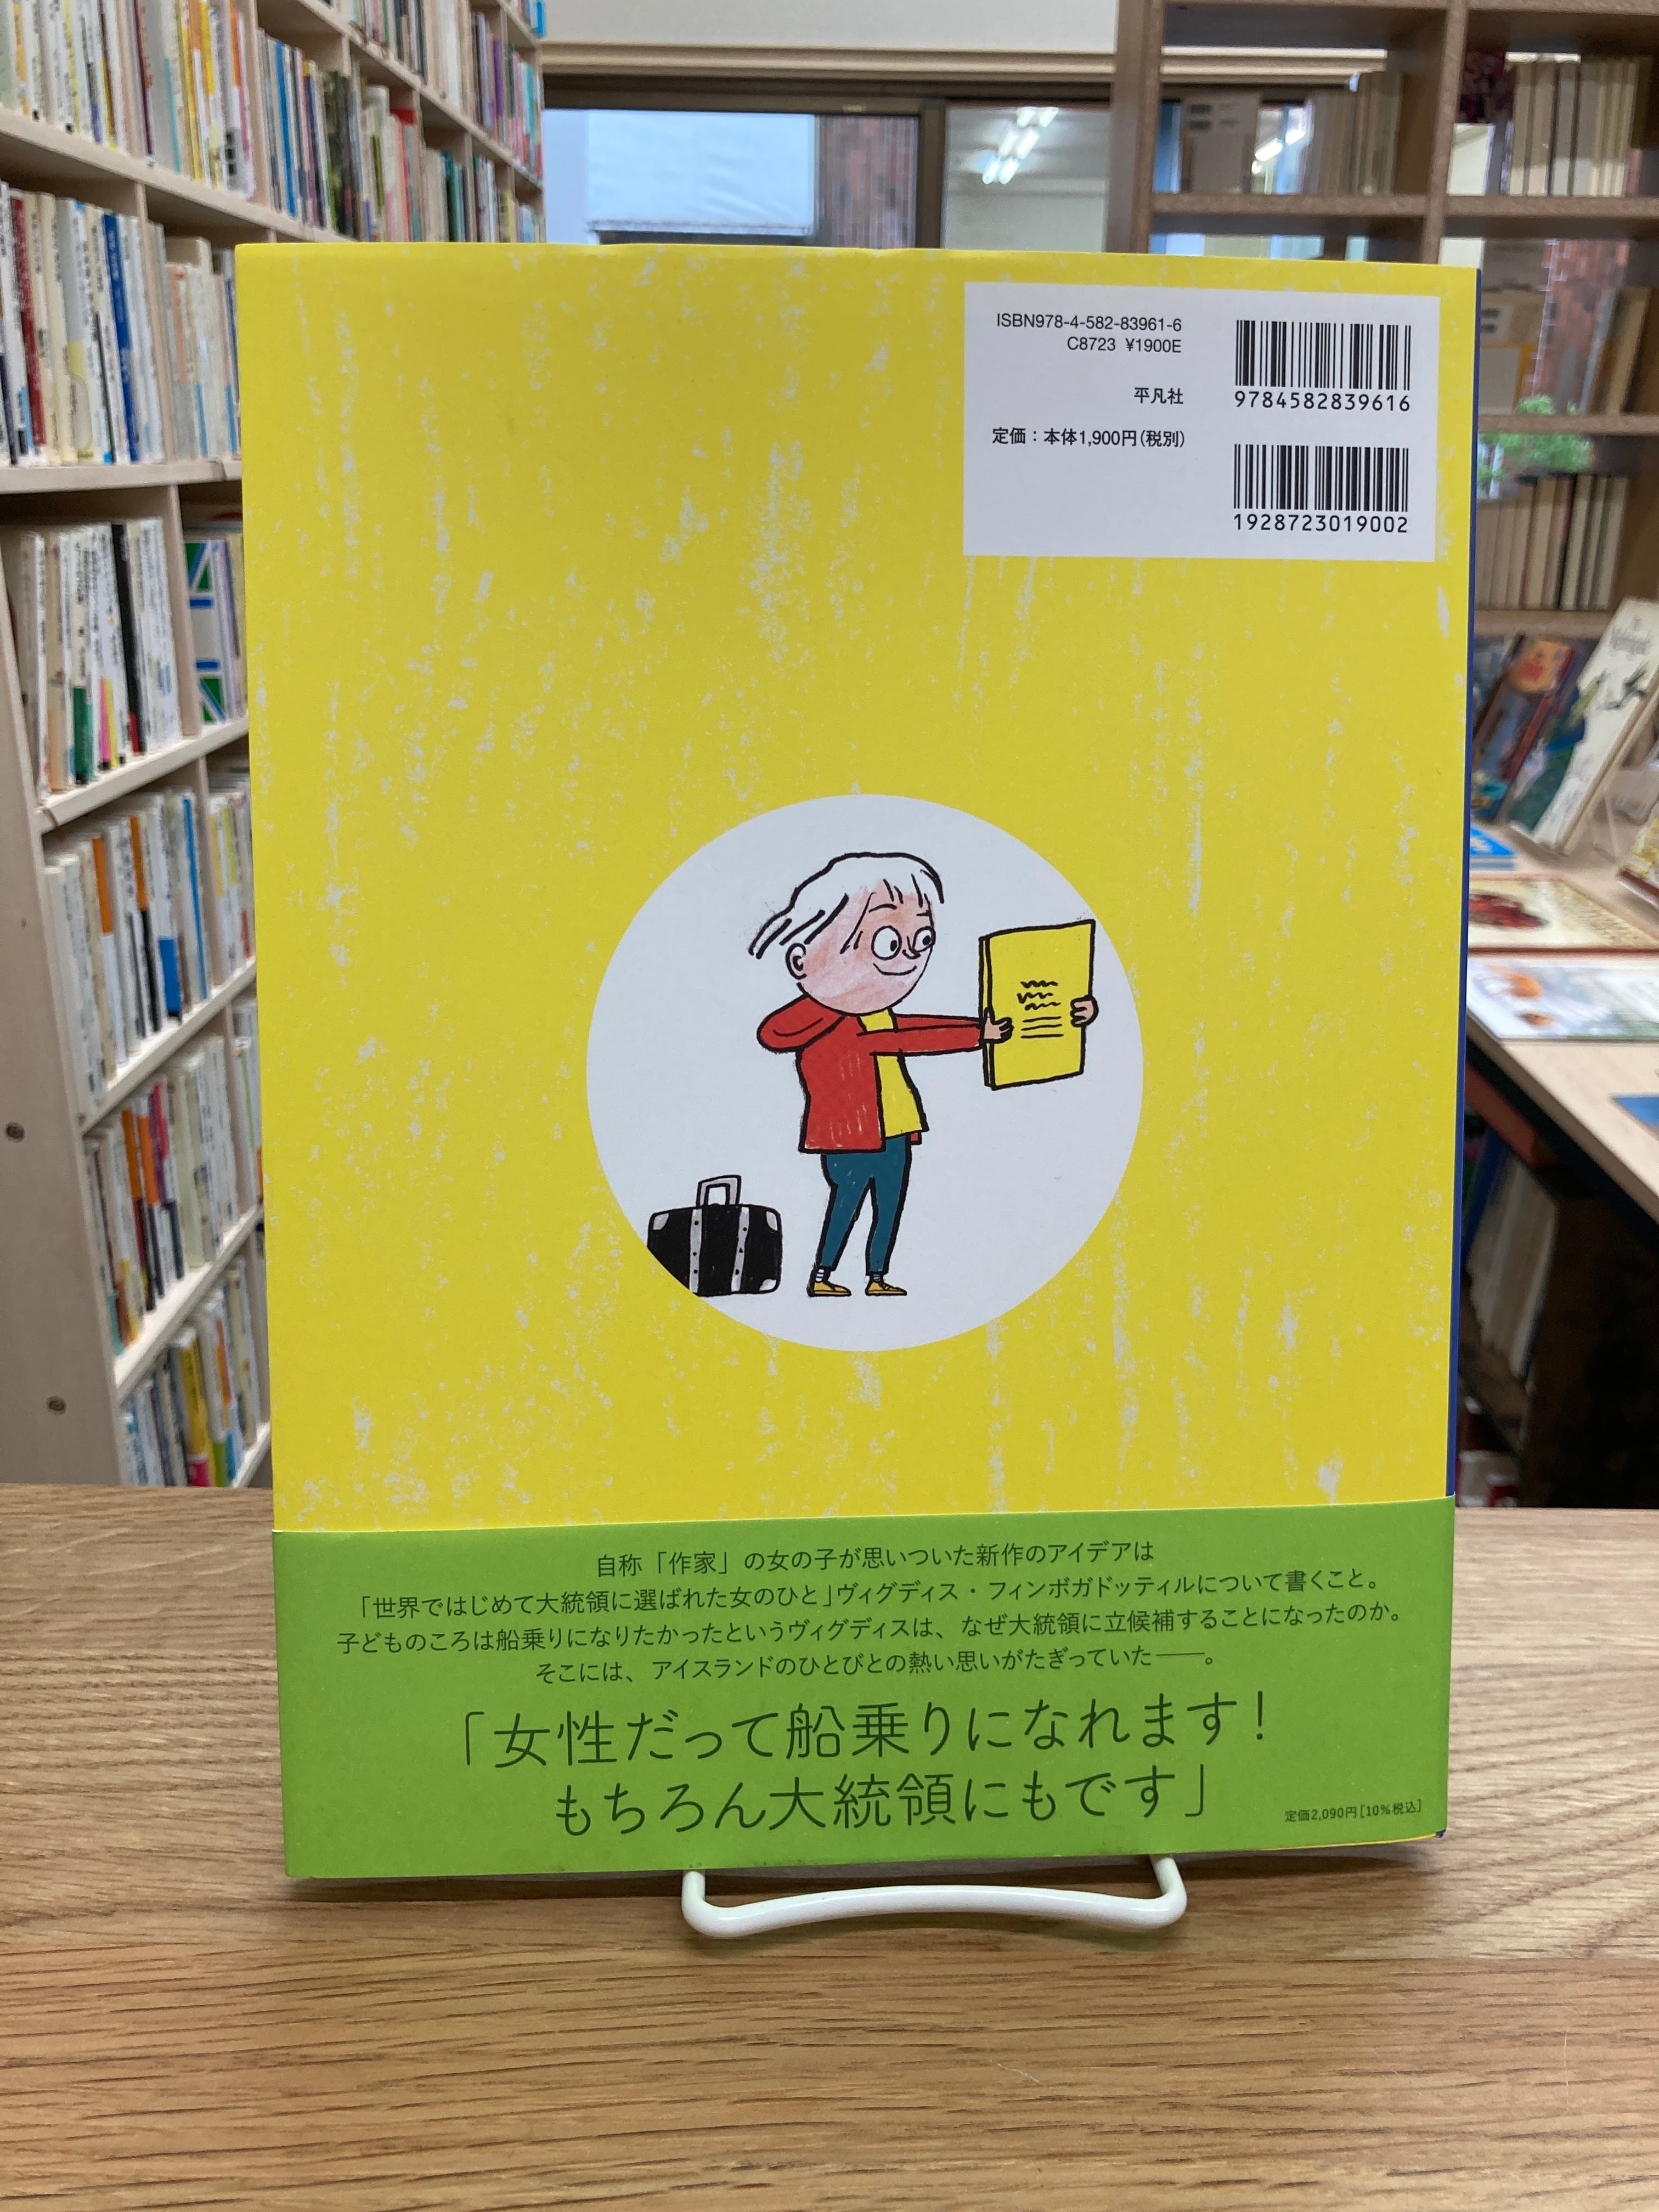 ISBN978-4-582-83961-6
C8723 ¥1900E
平凡社
定価：本体1,900円（税別）
9784582839616
1928723019002
自称「作家」の女の子が思いついた新作のアイデアは
「世界ではじめて大統領に選ばれた女のひと」ヴィグディス・フィンボガドッティルについて書くこと。
子どものころは船乗りになりたかったというヴィグディスは、なぜ大統領に立候補することになったのか。
そこには、アイスランドのひとびとの熱い思いがたぎっていた――。
「女性だって船乗りになれます！
もちろん大統領にもです」
定価2,090円［10％税込］